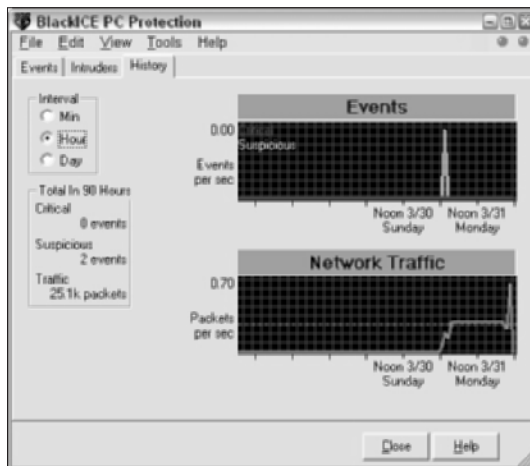 BlackICE PC Protection
File Edit View Tools Help
Events Intruders History
Interval
Min
Hour
Day
Total In 90 Hours
Critical
0 events
Suspicious
2 events
Traffic
25.1k packets
Events
0.00
Critical
Suspicious
Events
per sec
Noon 3/30
Sunday
Noon 3/31
Monday
Network Traffic
0.70
Packets
per sec
Noon 3/30
Sunday
Noon 3/31
Monday
Close Help